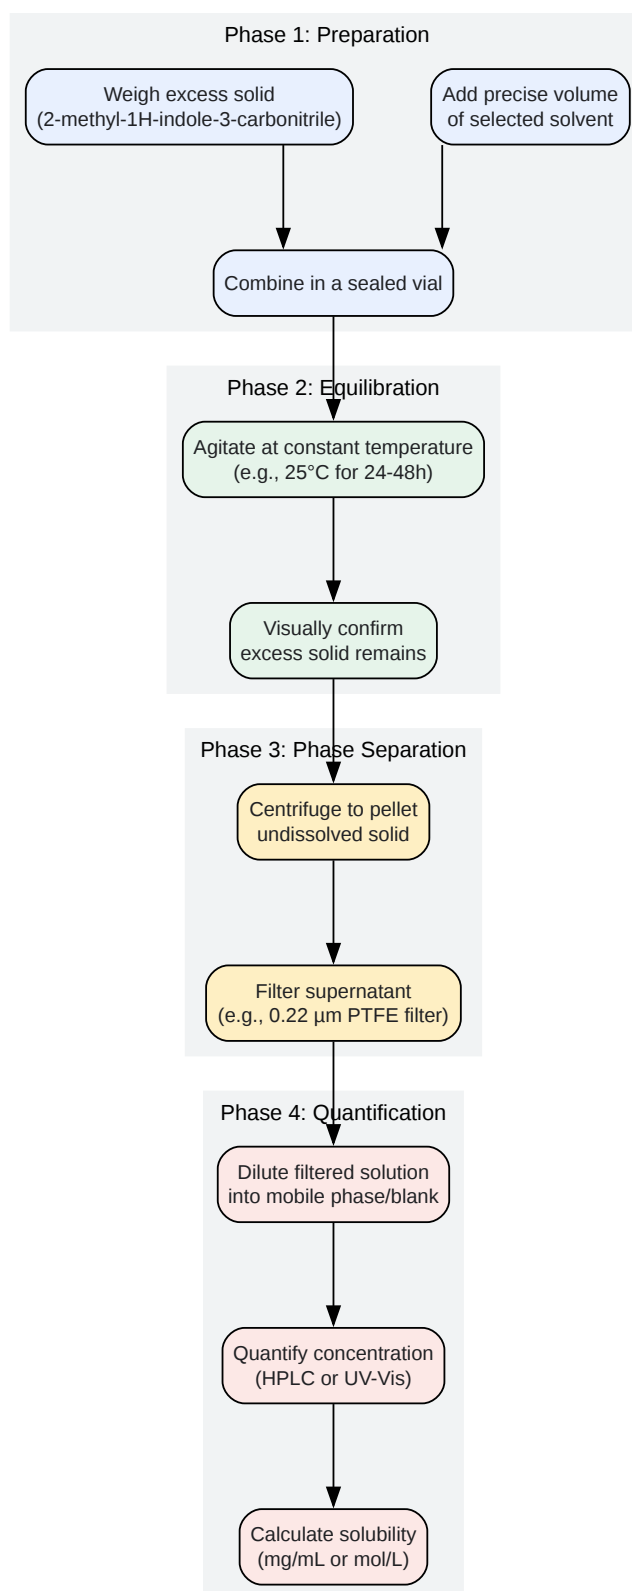 Phase 1: Preparation
Weigh excess solid
(2-methyl-1H-indole-3-carbonitrile)
Add precise volume
of selected solvent
Combine in a sealed vial
Phase 2: Equilibration
Agitate at constant temperature
(e.g., 25°C for 24-48h)
Visually confirm
excess solid remains
Phase 3: Phase Separation
Centrifuge to pellet
undissolved solid
Filter supernatant
(e.g., 0.22 µm PTFE filter)
Phase 4: Quantification
Dilute filtered solution
into mobile phase/blank
Quantify concentration
(HPLC or UV-Vis)
Calculate solubility
(mg/mL or mol/L)